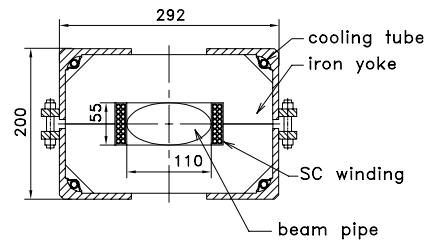 292
cooling tube
iron yoke
200
55
110
SC winding
beam pipe